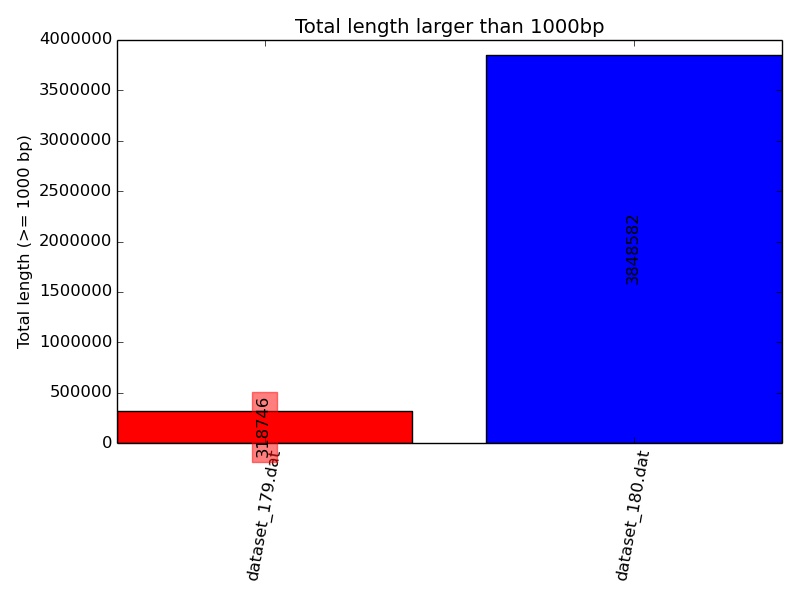 Total length larger than 1000bp
Total length (>= 1000 bp)
4000000
3500000
3000000
2500000
2000000
1500000
1000000
500000
0
318746
3848582
dataset_179.dat
dataset_180.dat